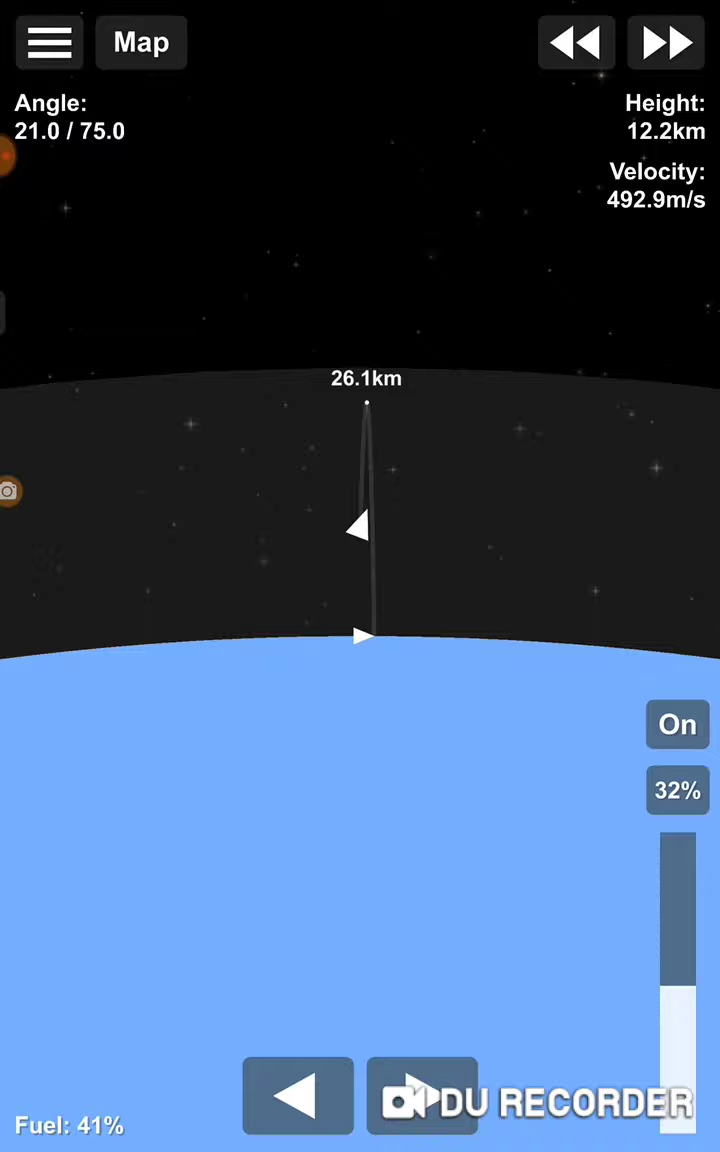 Map
Angle:
21.0 / 75.0
Height:
12.2km
Velocity:
492.9m/s
26.1km
On
32%
DU RECORDER
Fuel: 41%